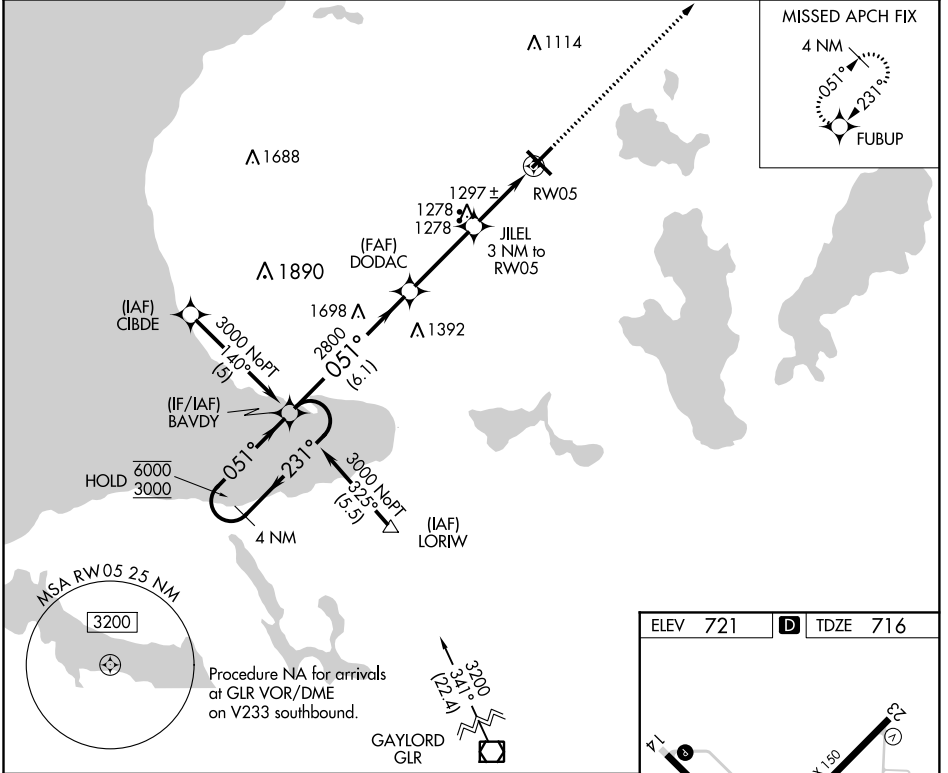 MISSED APCH FIX
4 NM
051°
231°
FUBUP
1114
1688
1297 ±
1278
1278
RW05
JILEL
3 NM to
RW05
(FAF)
DODAC
1890
1698
1392
(IAF)
CIBDE
3000 NoPT
140°
(5)
2800
051°
(6.1)
(IF/IAF)
BAVDY
HOLD
6000
3000
051°
231°
4 NM
3000 NoPT
325°
(5.5)
(IAF)
LORIW
MSA RW05 25 NM
3200
Procedure NA for arrivals
at GLR VOR/DME
on V233 southbound.
3200
341°
(22.4)
GAYLORD
GLR
ELEV 721 D TDZE 716
14
P
23
V
X 150